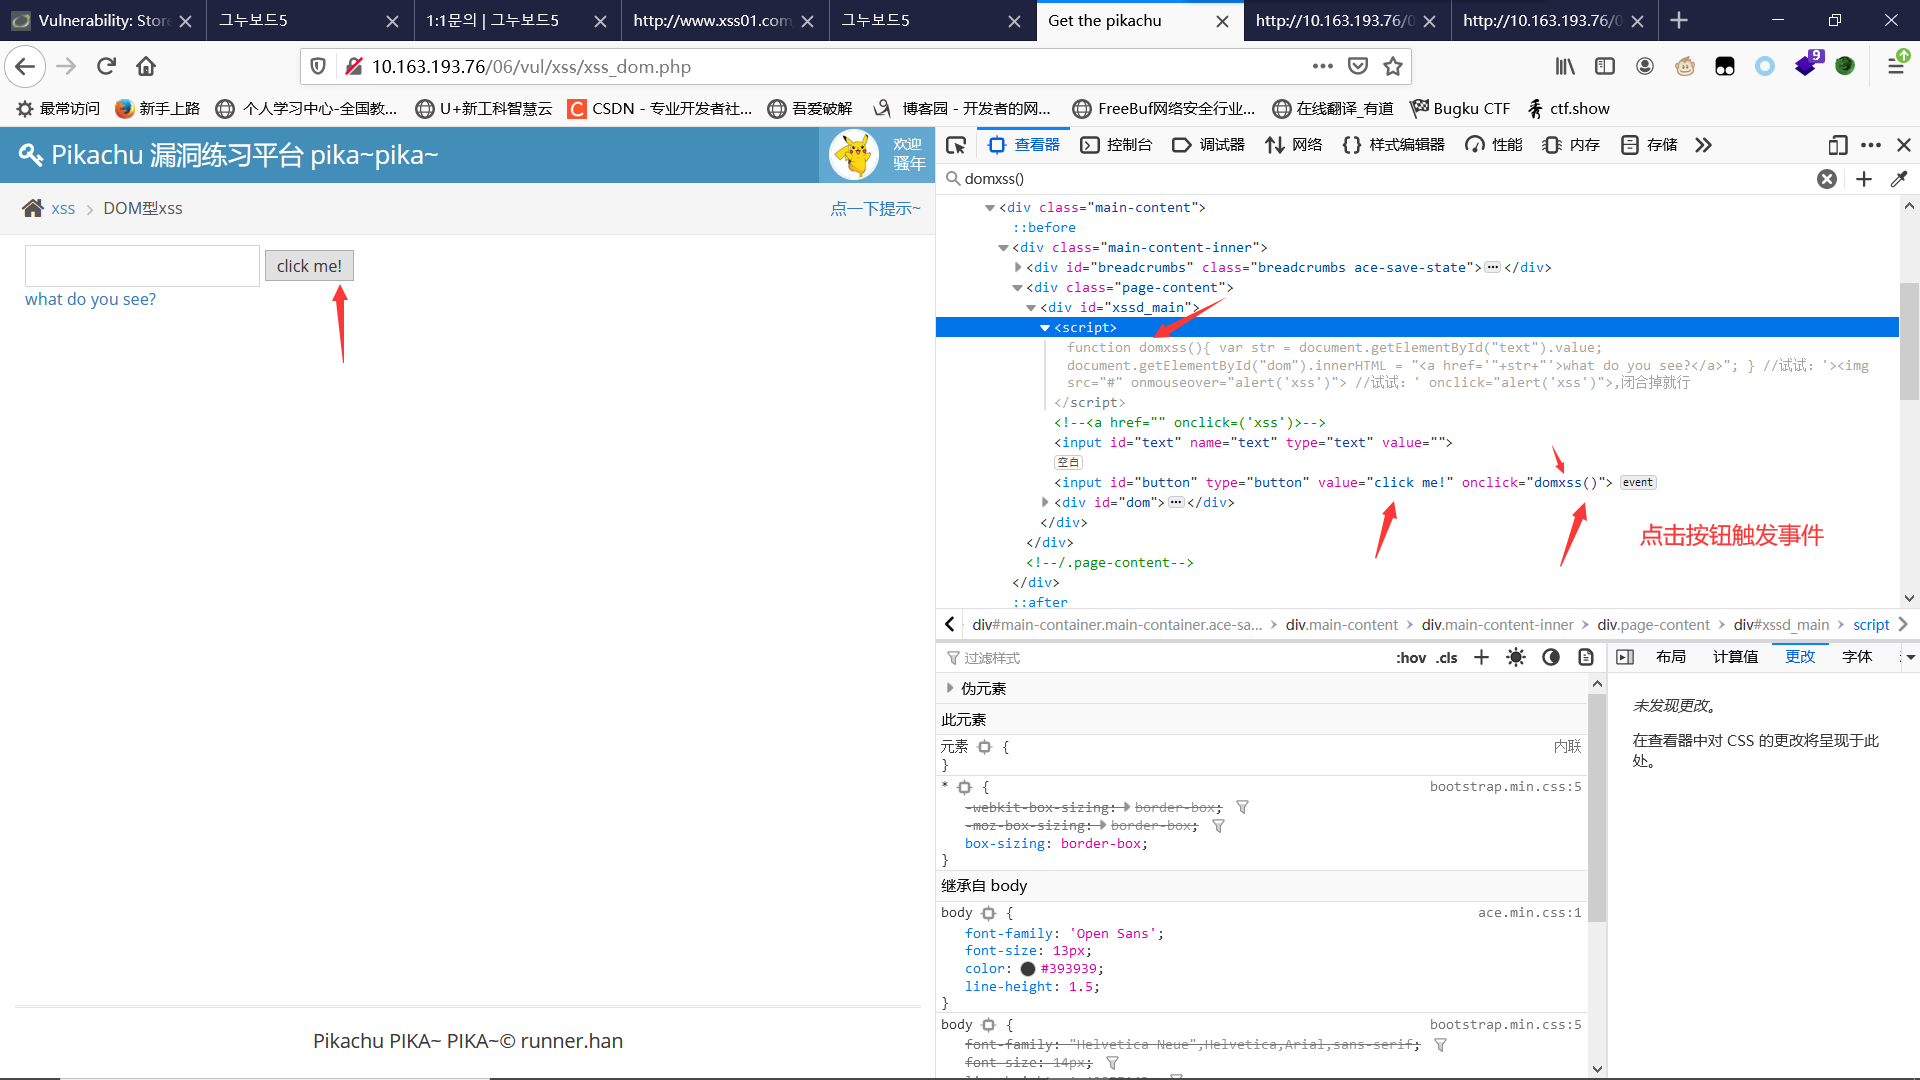 Vulnerability: Store
그누보드5
1:1문의 | 그누보드5
http://www.xss01.com
그누보드5
Get the pikachu
http://10.163.193.76/0
http://10.163.193.76/0
10.163.193.76/06/vul/xss/xss_dom.php
9
最常访问
新手上路
个人学习中心-全国教...
U+新工科智慧云
CSDN - 专业开发者社...
吾爱破解
博客园 - 开发者的网...
FreeBuf网络安全行业...
在线翻译_有道
Bugku CTF
ctf.show
Pikachu 漏洞练习平台 pika~pika~
欢迎
骚年
xss
DOM型xss
点一下提示~
click me!
what do you see?
Pikachu PIKA~ PIKA~© runner.han
查看器
控制台
调试器
网络
样式编辑器
性能
内存
存储
domxss()
<div class="main-content">
::before
<div class="main-content-inner">
<div id="breadcrumbs" class="breadcrumbs ace-save-state">⋯</div>
<div class="page-content">
<div id="xssd_main">
<script>
function domxss(){ var str = document.getElementById("text").value;
document.getElementById("dom").innerHTML = "<a href='"+str+"'>what do you see?</a>"; } //试试：'><img
src="#" onmouseover="alert('xss')"> //试试：' onclick="alert('xss')">,闭合掉就行
</script>
<!--<a href="" onclick=('xss')>-->
<input id="text" name="text" type="text" value="">
空白
<input id="button" type="button" value="click me!" onclick="domxss()"> event
<div id="dom">⋯</div>
</div>
点击按钮触发事件
</div>
<!--/.page-content-->
</div>
::after
div#main-container.main-container.ace-sa... > div.main-content > div.main-content-inner > div.page-content > div#xssd_main > script
过滤样式
:hov .cls
布局
计算值
更改
字体
伪元素
此元素
元素 {
内联
}
* {
bootstrap.min.css:5
-webkit-box-sizing: border-box;
-moz-box-sizing: border-box;
box-sizing: border-box;
}
继承自 body
body {
ace.min.css:1
font-family: 'Open Sans';
font-size: 13px;
color: #393939;
line-height: 1.5;
}
body {
bootstrap.min.css:5
font-family: "Helvetica Neue",Helvetica,Arial,sans-serif;
font-size: 14px;
未发现更改。
在查看器中对 CSS 的更改将呈现于此
处。